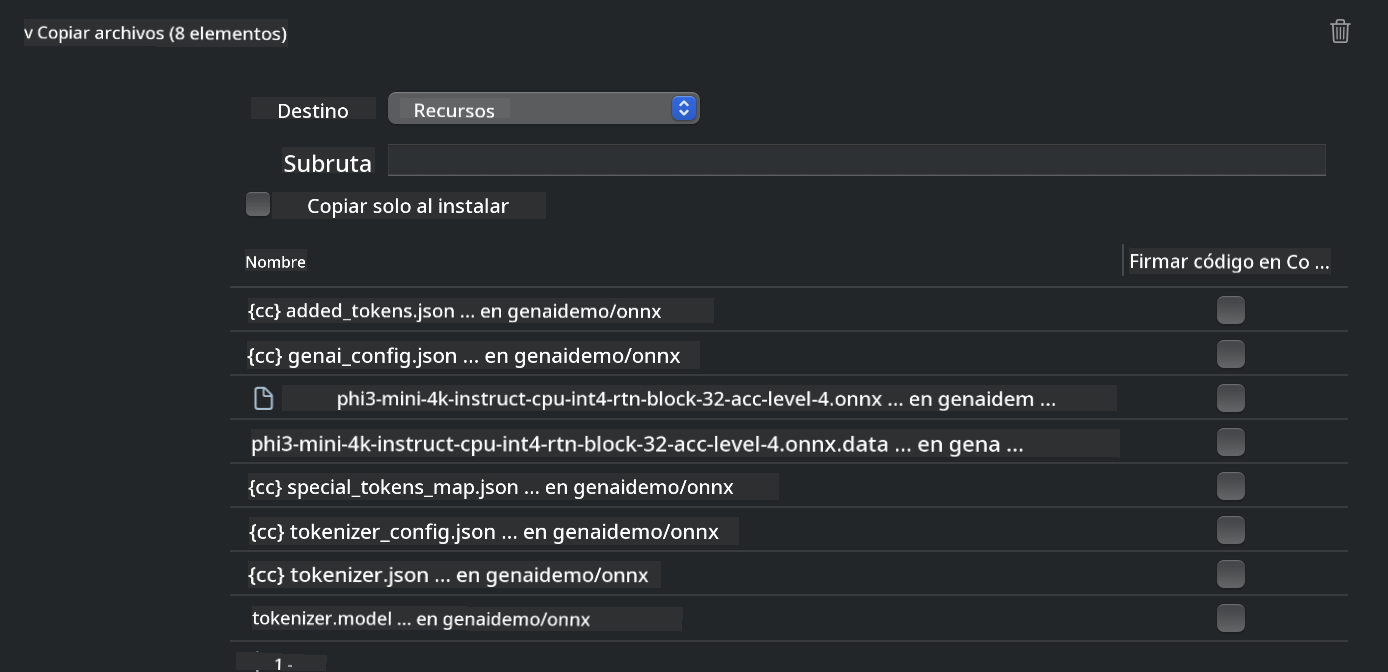 v Copiar archivos (8 elementos)
Destino Recursos
Subruta
Copiar solo al instalar
Nombre Firmar código en Co ...
{cc} added_tokens.json ... en genaidemo/onnx
{cc} genai_config.json ... en genaidemo/onnx
phi3-mini-4k-instruct-cpu-int4-rtn-block-32-acc-level-4.onnx ... en genaidem ...
phi3-mini-4k-instruct-cpu-int4-rtn-block-32-acc-level-4.onnx.data ... en gena ...
{cc} special_tokens_map.json ... en genaidemo/onnx
{cc} tokenizer_config.json ... en genaidemo/onnx
{cc} tokenizer.json ... en genaidemo/onnx
tokenizer.model ... en genaidemo/onnx
1 -